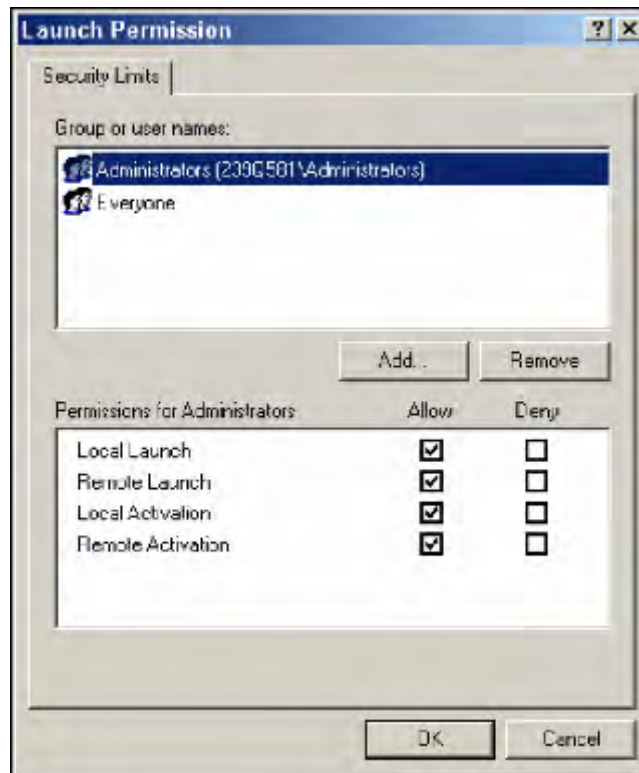 Launch Permission
Security Limits
Group or user names:
Administrators (239Q581\Administrators)
Everyone
Add... Remove
Permissions for Administrators Allow Deny
Local Launch
Remote Launch
Local Activation
Remote Activation
OK Cancel